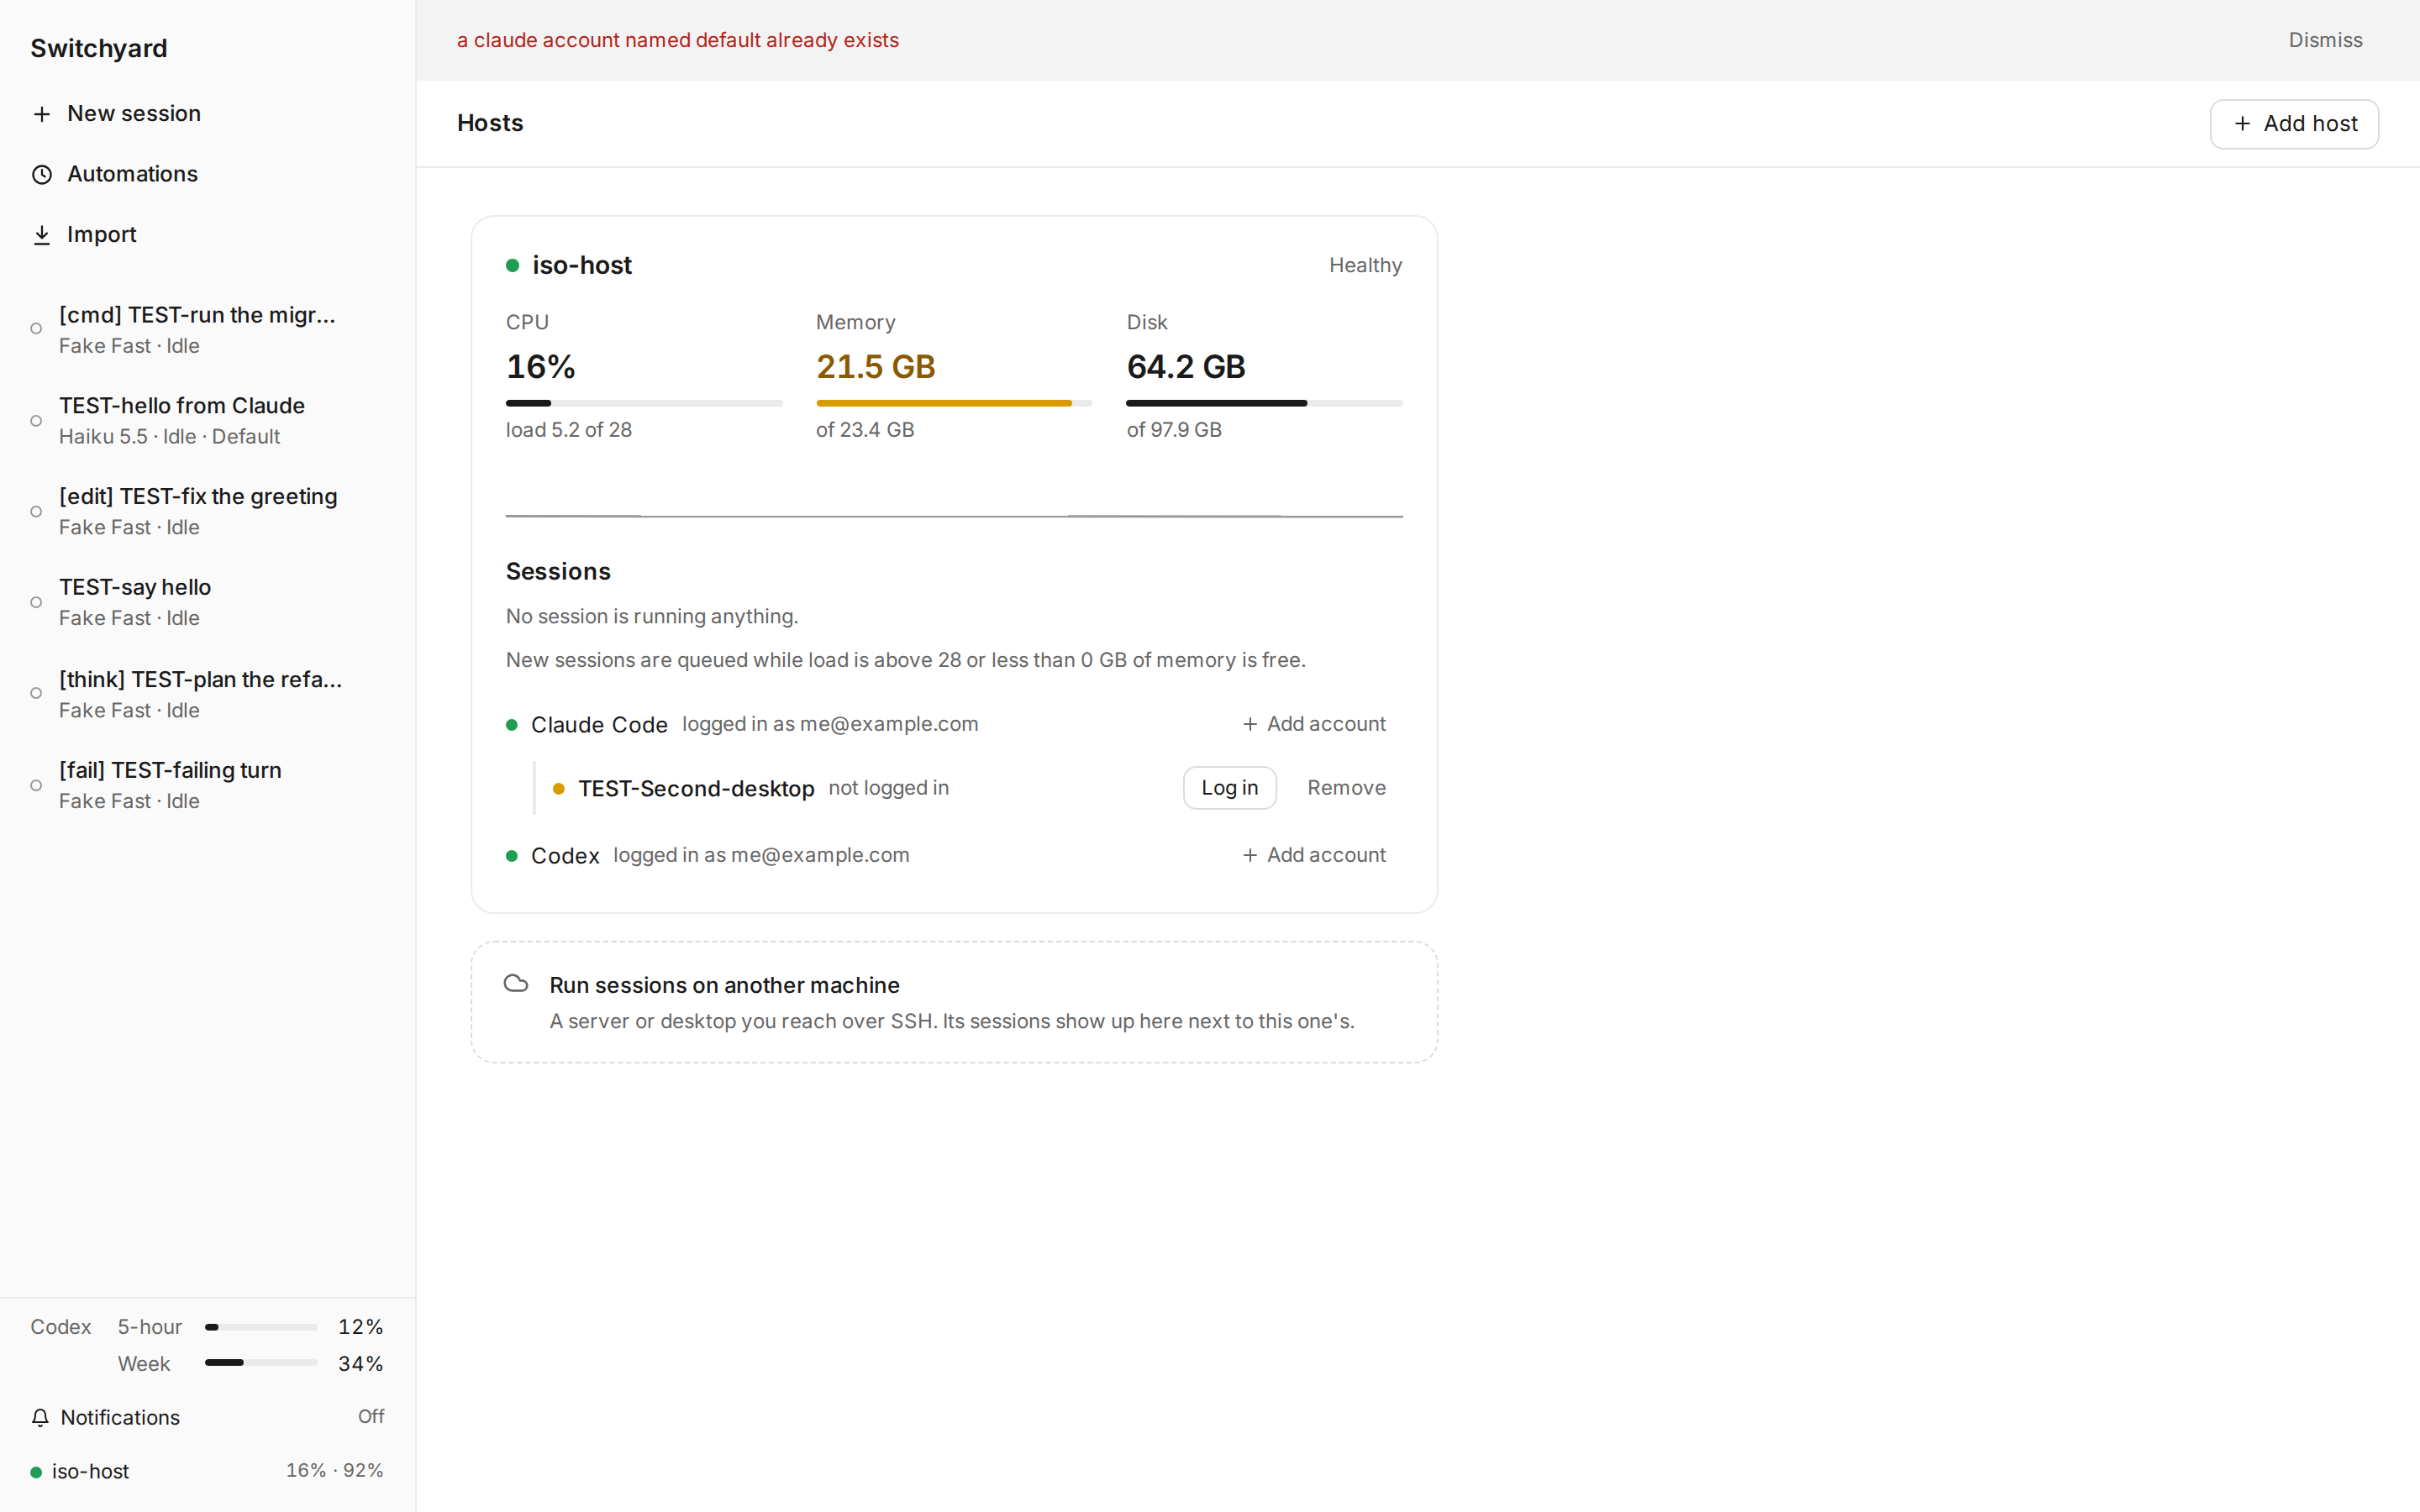 Switchyard
New session
Automations
Import
[cmd] TEST-run the migr...
Fake Fast · Idle
TEST-hello from Claude
Haiku 5.5 · Idle · Default
[edit] TEST-fix the greeting
Fake Fast · Idle
TEST-say hello
Fake Fast · Idle
[think] TEST-plan the refa...
Fake Fast · Idle
[fail] TEST-failing turn
Fake Fast · Idle
Codex 5-hour 12%
Week 34%
Notifications Off
iso-host 16% · 92%
a claude account named default already exists Dismiss
Hosts + Add host
iso-host Healthy
CPU Memory Disk
16% 21.5 GB 64.2 GB
load 5.2 of 28 of 23.4 GB of 97.9 GB
Sessions
No session is running anything.
New sessions are queued while load is above 28 or less than 0 GB of memory is free.
Claude Code logged in as me@example.com + Add account
TEST-Second-desktop not logged in Log in Remove
Codex logged in as me@example.com + Add account
Run sessions on another machine
A server or desktop you reach over SSH. Its sessions show up here next to this one's.